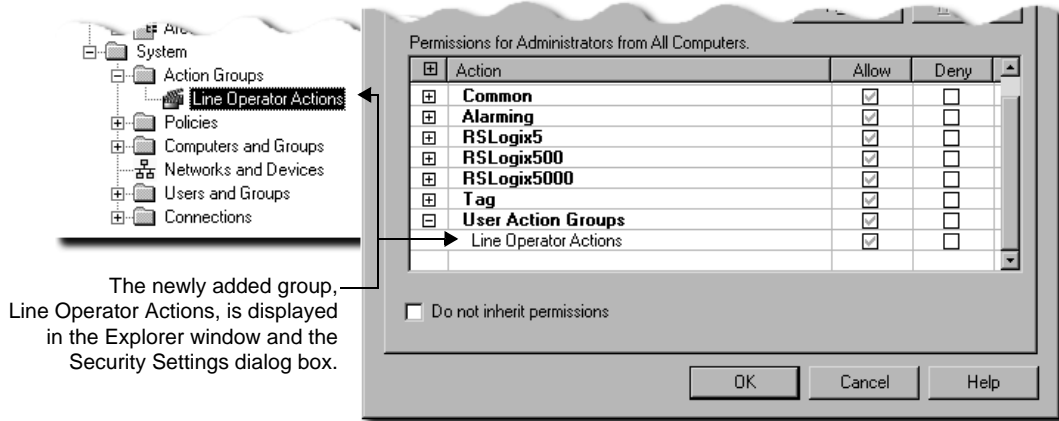 System
Action Groups
Line Operator Actions
Policies
Computers and Groups
Networks and Devices
Users and Groups
Connections
The newly added group,
Line Operator Actions, is displayed
in the Explorer window and the
Security Settings dialog box.
Permissions for Administrators from All Computers.
Action Allow Deny
Common
Alarming
RSLogix5
RSLogix500
RSLogix5000
Tag
User Action Groups
Line Operator Actions
Do not inherit permissions
OK Cancel Help